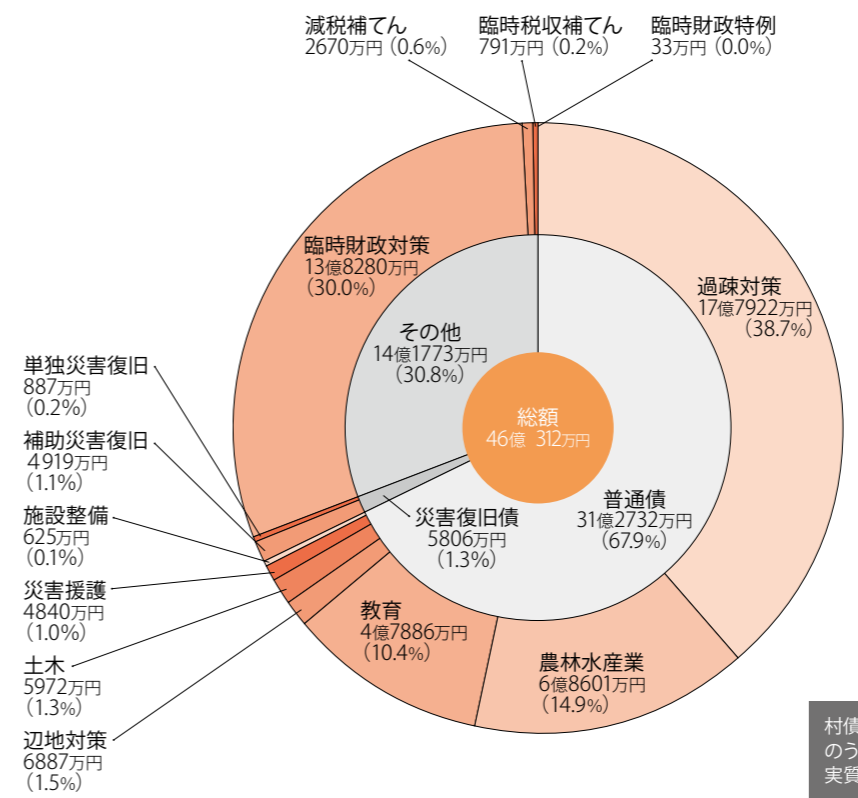 減税補てん
2670万円（0.6%）
臨時税収補てん
791万円（0.2%）
臨時財政特例
33万円（0.0%）
臨時財政対策
13億8280万円
（30.0%）
過疎対策
17億7922万円
（38.7%）
その他
14億1773万円
（30.8%）
総額
46億 312万円
単独災害復旧
887万円
（0.2%）
補助災害復旧
4919万円
（1.1%）
施設整備
625万円
（0.1%）
災害援護
4840万円
（1.0%）
土木
5972万円
（1.3%）
辺地対策
6887万円
（1.5%）
災害復旧債
5806万円
（1.3%）
普通債
31億2732万円
（67.9%）
教育
4億7886万円
（10.4%）
農林水産業
6億8601万円
（14.9%）
村債
のう
実質